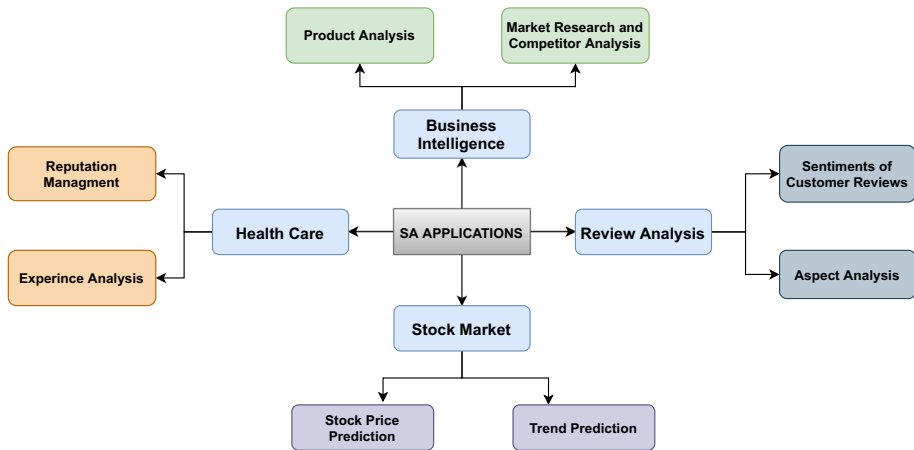 Product Analysis
Market Research and
Competitor Analysis
Business
Intelligence
Reputation
Managment
Sentiments of
Customer Reviews
Health Care
SA APPLICATIONS
Review Analysis
Experince Analysis
Aspect Analysis
Stock Market
Stock Price
Prediction
Trend Prediction